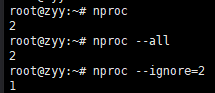 root@zyy:~# nproc
2
root@zyy:~# nproc --all
2
root@zyy:~# nproc --ignore=2
1